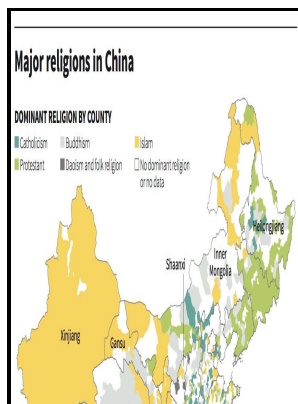 Major religions in China
DOMINANT RELIGION BY COUNTY
Catholicism Buddhism Islam
Protestant Daoism and folk religion No dominant religion
or no data
Heilongjiang
Inner
Mongolia
Shaanxi
Xinjiang
Gansu